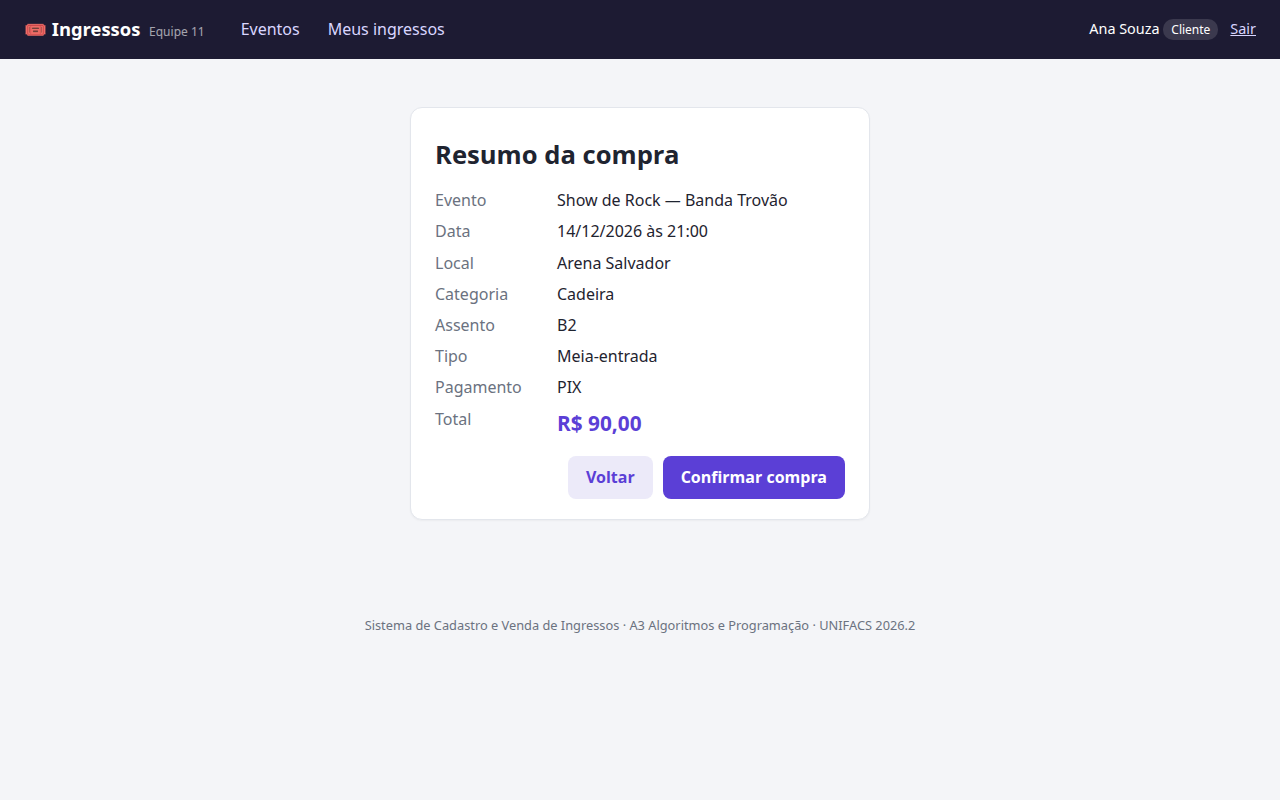 Ingressos Equipe 11 Eventos Meus ingressos Ana Souza Cliente Sair
Resumo da compra
Evento Show de Rock — Banda Trovão
Data 14/12/2026 às 21:00
Local Arena Salvador
Categoria Cadeira
Assento B2
Tipo Meia-entrada
Pagamento PIX
Total R$ 90,00
Voltar Confirmar compra
Sistema de Cadastro e Venda de Ingressos · A3 Algoritmos e Programação · UNIFACS 2026.2